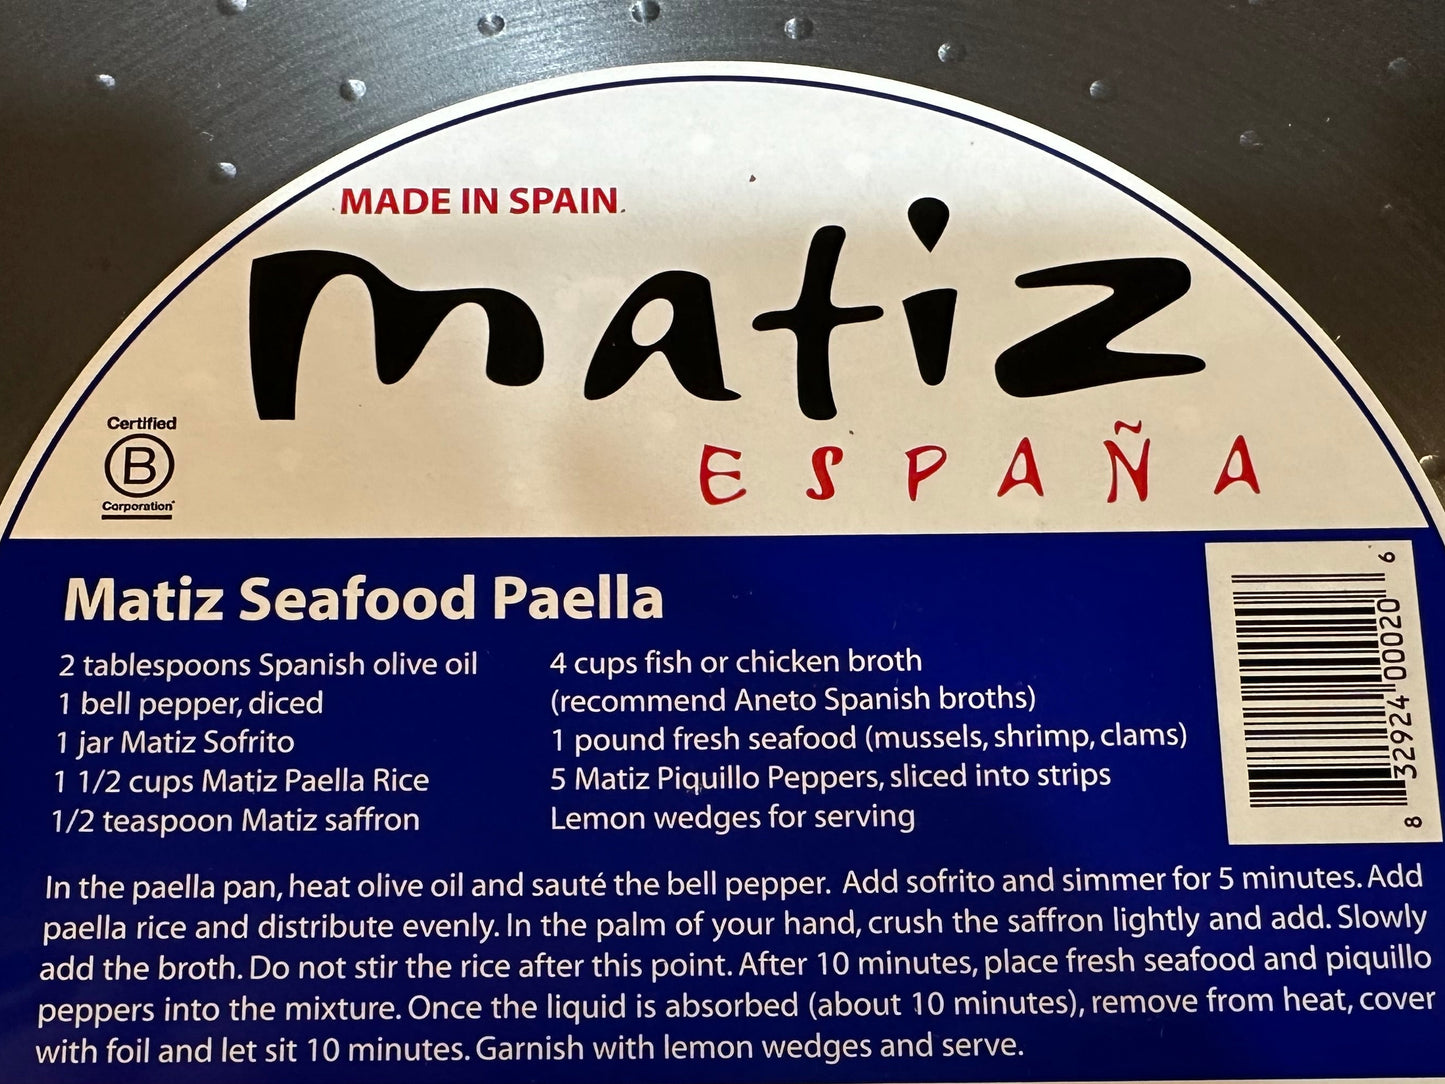 MADE IN SPAIN
matiz
ESPAÑA
Certified
B
Corporation
Matiz Seafood Paella
2 tablespoons Spanish olive oil
1 bell pepper, diced
1 jar Matiz Sofrito
1 1/2 cups Matiz Paella Rice
1/2 teaspoon Matiz saffron
4 cups fish or chicken broth
(recommend Aneto Spanish broths)
1 pound fresh seafood (mussels, shrimp, clams)
5 Matiz Piquillo Peppers, sliced into strips
Lemon wedges for serving
8 32924 00020 6
In the paella pan, heat olive oil and sauté the bell pepper. Add sofrito and simmer for 5 minutes. Add
paella rice and distribute evenly. In the palm of your hand, crush the saffron lightly and add. Slowly
add the broth. Do not stir the rice after this point. After 10 minutes, place fresh seafood and piquillo
peppers into the mixture. Once the liquid is absorbed (about 10 minutes), remove from heat, cover
with foil and let sit 10 minutes. Garnish with lemon wedges and serve.